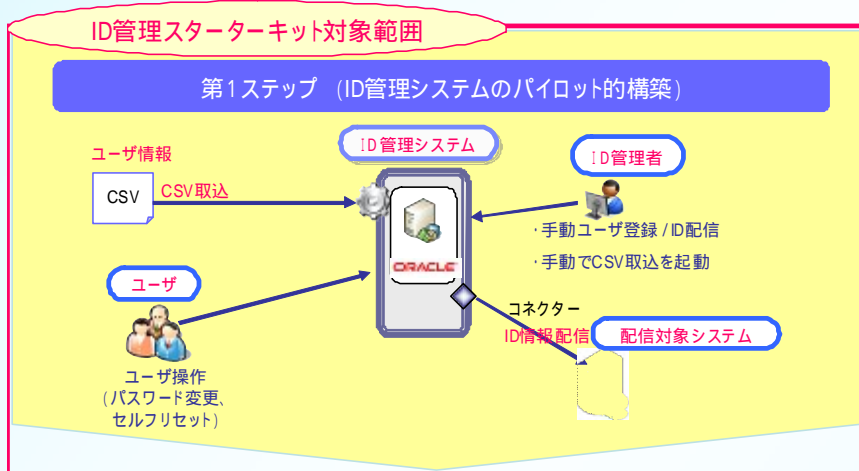 ID管理スターターキット対象範囲
第1ステップ (ID管理システムのパイロット的構築)
ID管理システム
ユーザ情報
ID管理者
CSV
CSV取込
・手動ユーザ登録/ID配信
・手動でCSV取込を起動
ORACLE
ユーザ
コネクター
ID情報配信
配信対象システム
ユーザ操作
(パスワード変更、
セルフリセット)